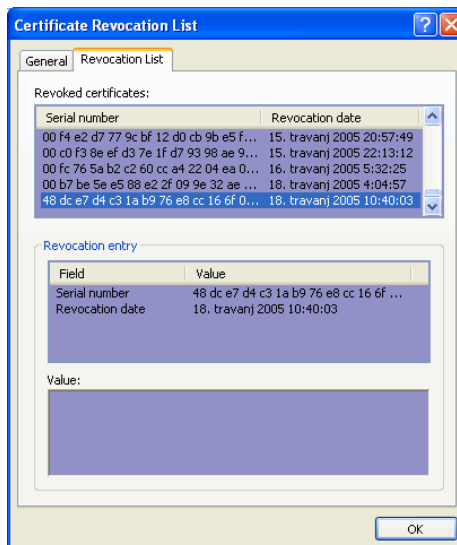 Certificate Revocation List
General Revocation List
Revoked certificates:
Serial number Revocation date
00 f4 e2 d7 77 9c bf 12 d0 cb 9b e5 f... 15. travanj 2005 20:57:49
00 c0 f3 8e ef d3 7e 1f d7 93 98 ae 9... 15. travanj 2005 22:13:12
00 fc 76 5a b2 c2 60 cc a4 22 04 ea 0... 16. travanj 2005 5:32:25
00 b7 be 5e e5 88 e2 2f 09 9e 32 ae ... 18. travanj 2005 4:04:57
48 dc e7 d4 c3 1a b9 76 e8 cc 16 6f 0... 18. travanj 2005 10:40:03
Revocation entry
Field Value
Serial number 48 dc e7 d4 c3 1a b9 76 e8 cc 16 6f ...
Revocation date 18. travanj 2005 10:40:03
Value:
OK